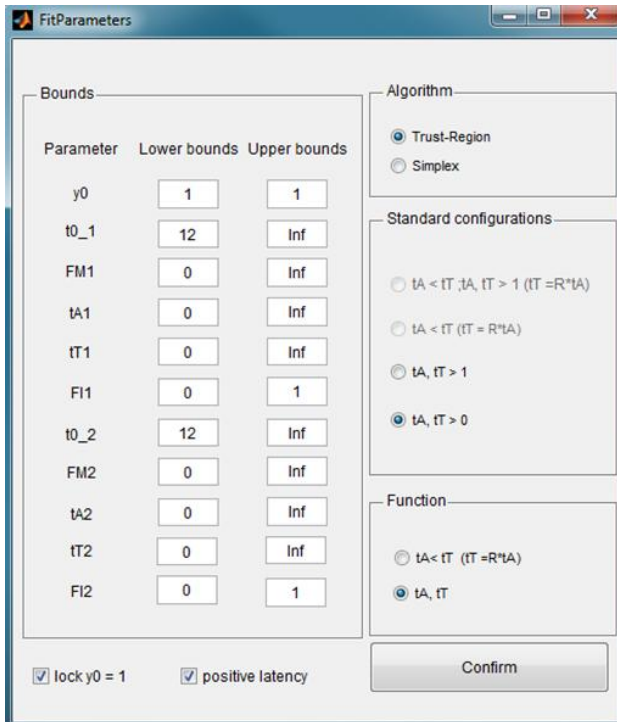 FitParameters
Bounds
Parameter Lower bounds Upper bounds
y0 1 1
t0_1 12 Inf
FM1 0 Inf
tA1 0 Inf
tT1 0 Inf
FI1 0 1
t0_2 12 Inf
FM2 0 Inf
tA2 0 Inf
tT2 0 Inf
FI2 0 1
lock y0 = 1
positive latency
Algorithm
Trust-Region
Simplex
Standard configurations
tA < tT ;tA, tT > 1 (tT =R*tA)
tA < tT (tT = R*tA)
tA, tT > 1
tA, tT > 0
Function
tA< tT (tT =R*tA)
tA, tT
Confirm